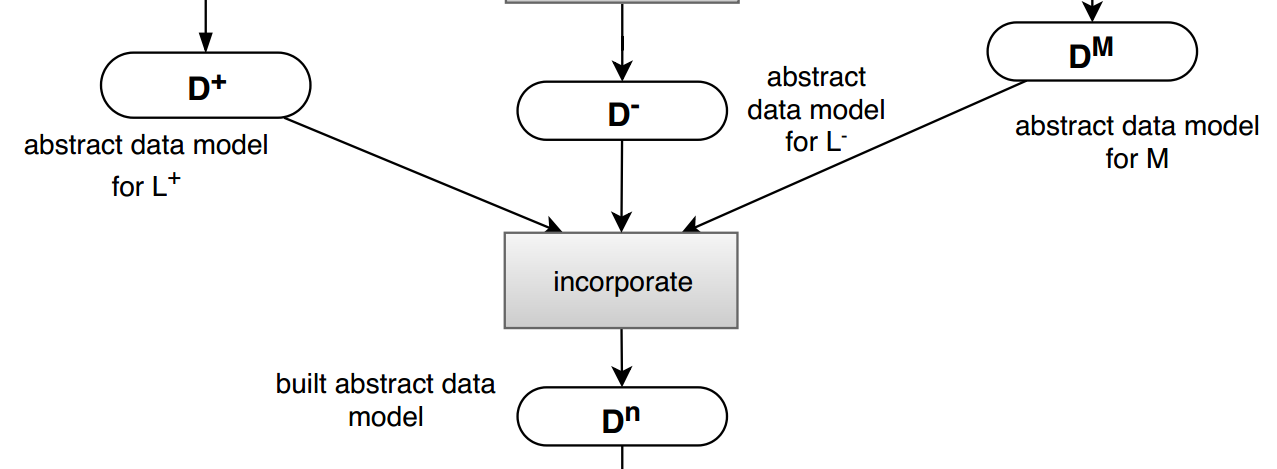 D⁺
abstract data model
for L⁺
D⁻
abstract
data model
for L⁻
Dᴹ
abstract data model
for M
incorporate
built abstract data
model
Dⁿ